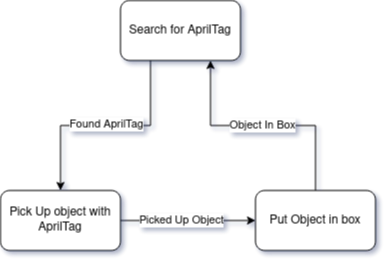 Search for AprilTag
Found AprilTag
Object In Box
Pick Up object with
AprilTag
Picked Up Object
Put Object in box